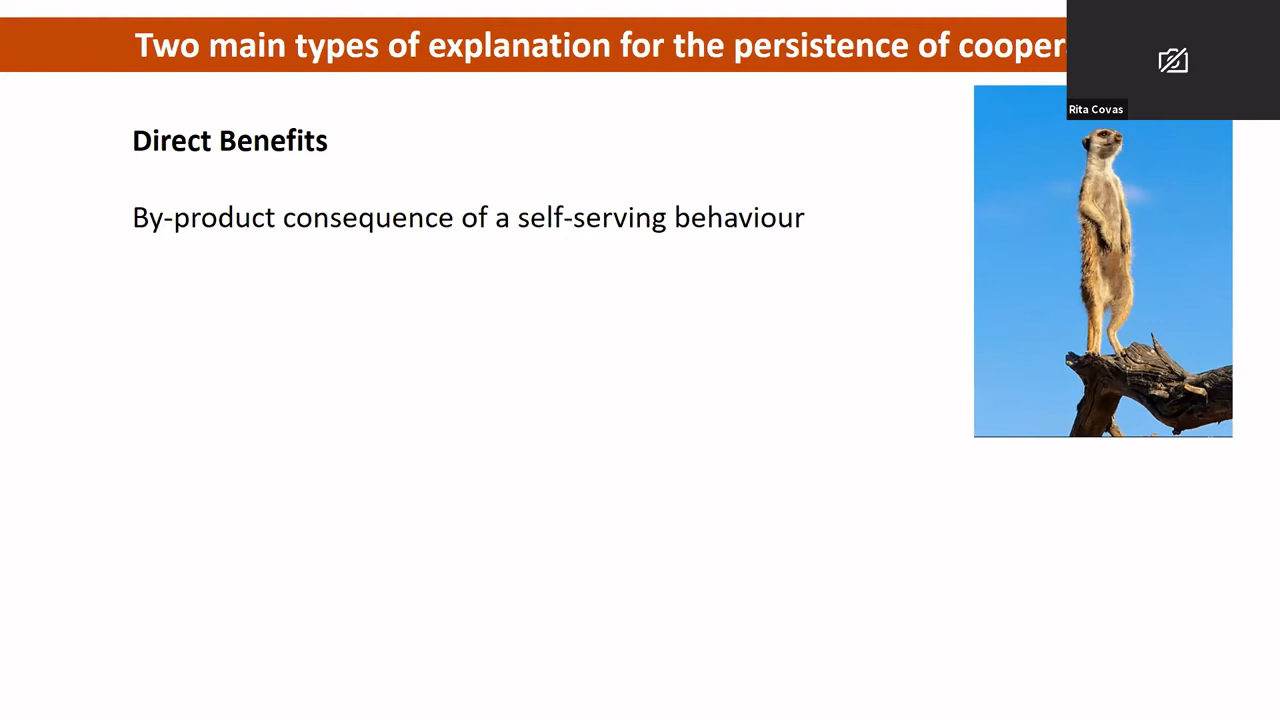 Two main types of explanation for the persistence of
Rita Covas
Direct Benefits
By-product consequence of a self-serving behaviour